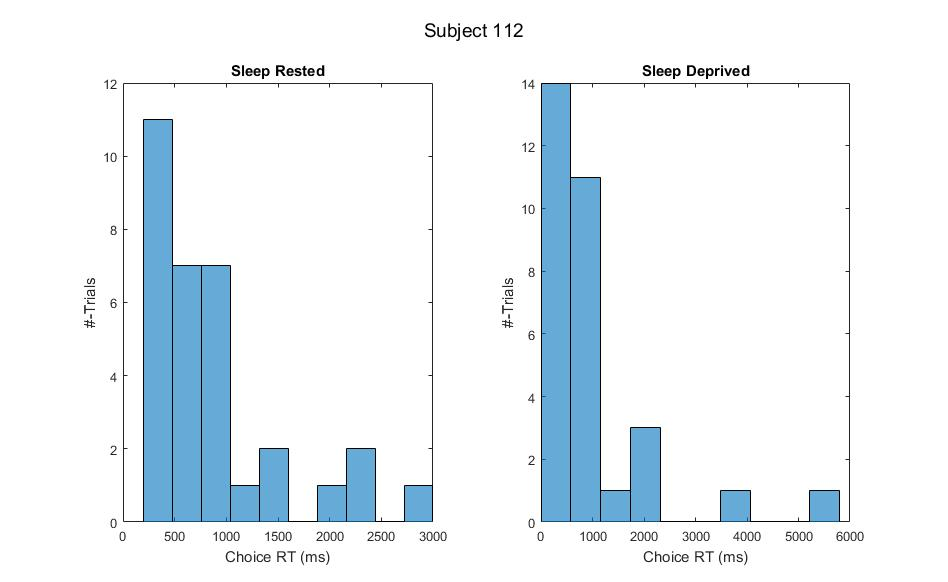 Subject 112
Sleep Rested
12
10
8
6
4
2
0
#-Trials
0 500 1000 1500 2000 2500 3000
Choice RT (ms)
Sleep Deprived
14
12
10
8
6
4
2
0
#-Trials
0 1000 2000 3000 4000 5000 6000
Choice RT (ms)